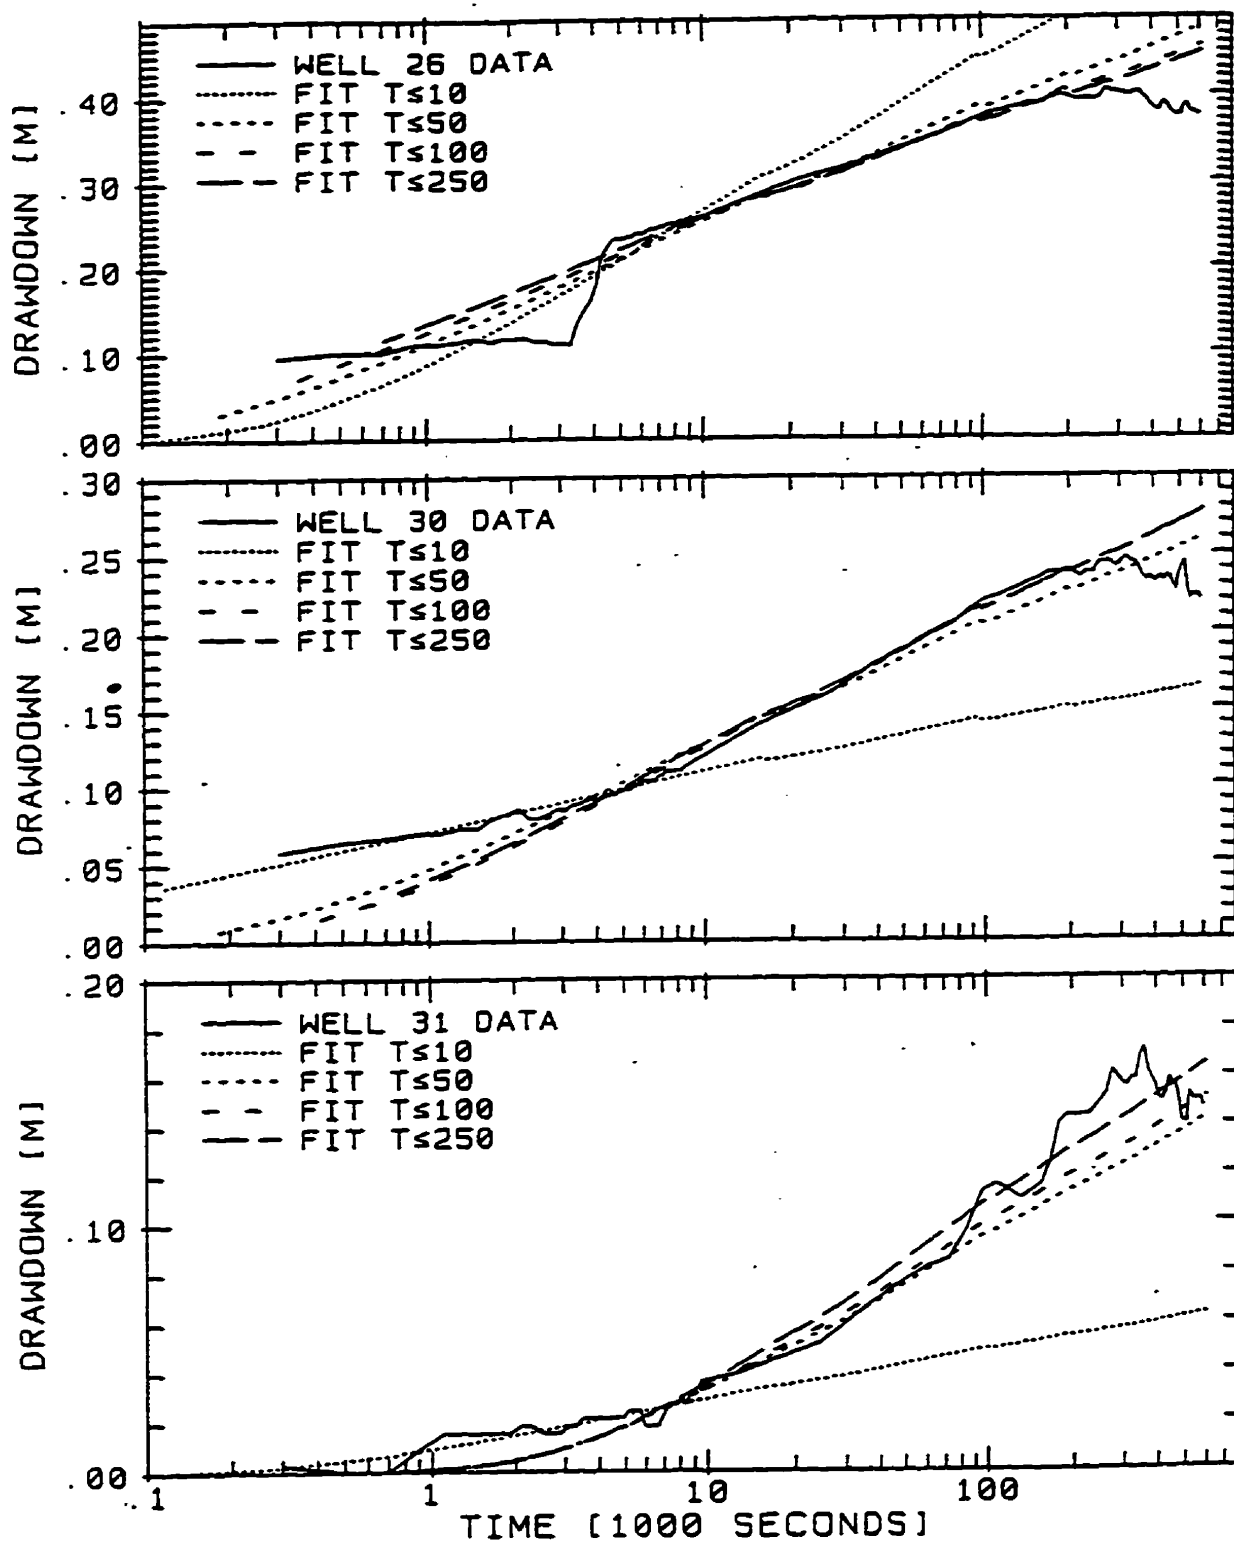 WELL 26 DATA
FIT T≤10
FIT T≤50
FIT T≤100
FIT T≤250
.40
.30
.20
.10
.00
DRAWDOWN [M]
WELL 30 DATA
FIT T≤10
FIT T≤50
FIT T≤100
FIT T≤250
.30
.25
.20
.15
.10
.05
.00
DRAWDOWN [M]
WELL 31 DATA
FIT T≤10
FIT T≤50
FIT T≤100
FIT T≤250
.20
.10
.00
DRAWDOWN [M]
.1 1 10 100
TIME [1000 SECONDS]